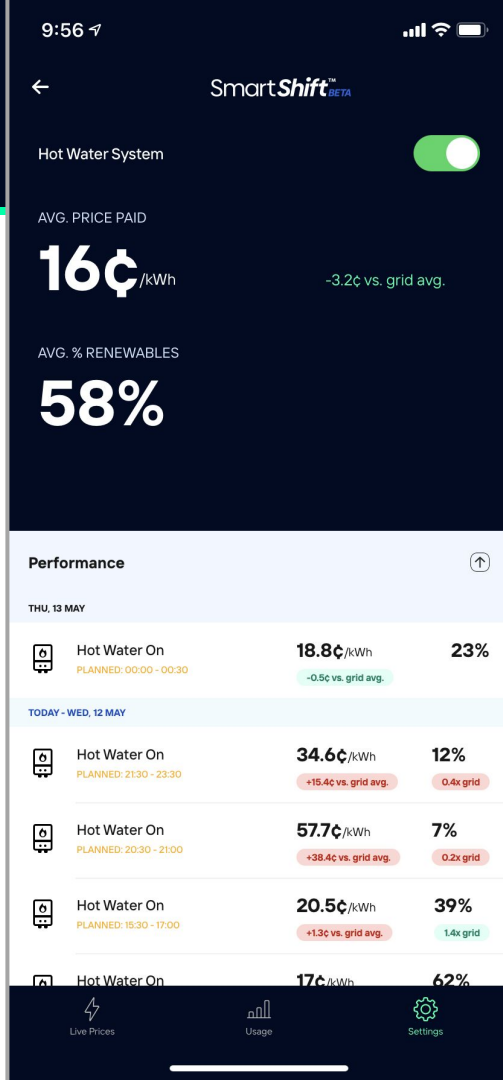 9:56
SmartShift™ BETA
Hot Water System
AVG. PRICE PAID
16¢/kWh
-3.2¢ vs. grid avg.
AVG. % RENEWABLES
58%
Performance
THU, 13 MAY
Hot Water On 18.8¢/kWh 23%
PLANNED: 00:00 - 00:30 -0.5¢ vs. grid avg.
TODAY - WED, 12 MAY
Hot Water On 34.6¢/kWh 12%
PLANNED: 21:30 - 23:30 +15.4¢ vs. grid avg. 0.4x grid
Hot Water On 57.7¢/kWh 7%
PLANNED: 20:30 - 21:00 +38.4¢ vs. grid avg. 0.2x grid
Hot Water On 20.5¢/kWh 39%
PLANNED: 15:30 - 17:00 +1.3¢ vs. grid avg. 1.4x grid
Hot Water On 17¢/kWh 62%
Live Prices Usage Settings